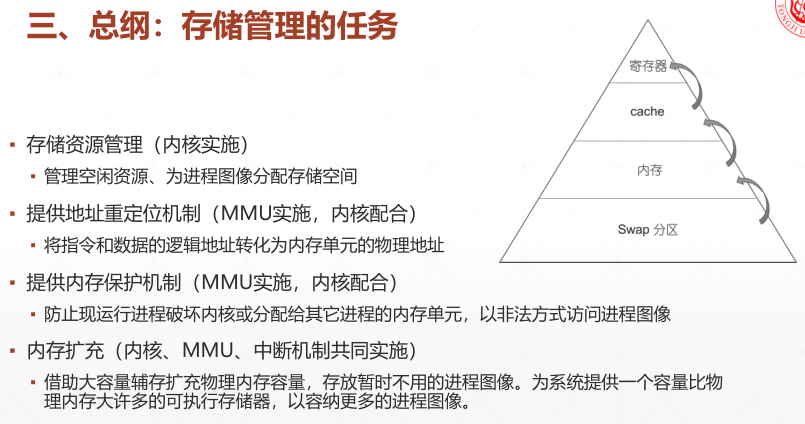 三、总纲：存储管理的任务
▪ 存储资源管理（内核实施）
▪ 管理空闲资源、为进程图像分配存储空间
▪ 提供地址重定位机制（MMU实施，内核配合）
▪ 将指令和数据的逻辑地址转化为内存单元的物理地址
▪ 提供内存保护机制（MMU实施，内核配合）
▪ 防止现运行进程破坏内核或分配给其它进程的内存单元，以非法方式访问进程图像
▪ 内存扩充（内核、MMU、中断机制共同实施）
▪ 借助大容量辅存扩充物理内存容量，存放暂时不用的进程图像。为系统提供一个容量比物
理内存大许多的可执行存储器，以容纳更多的进程图像。
寄存器
cache
内存
Swap 分区
TONGJI U